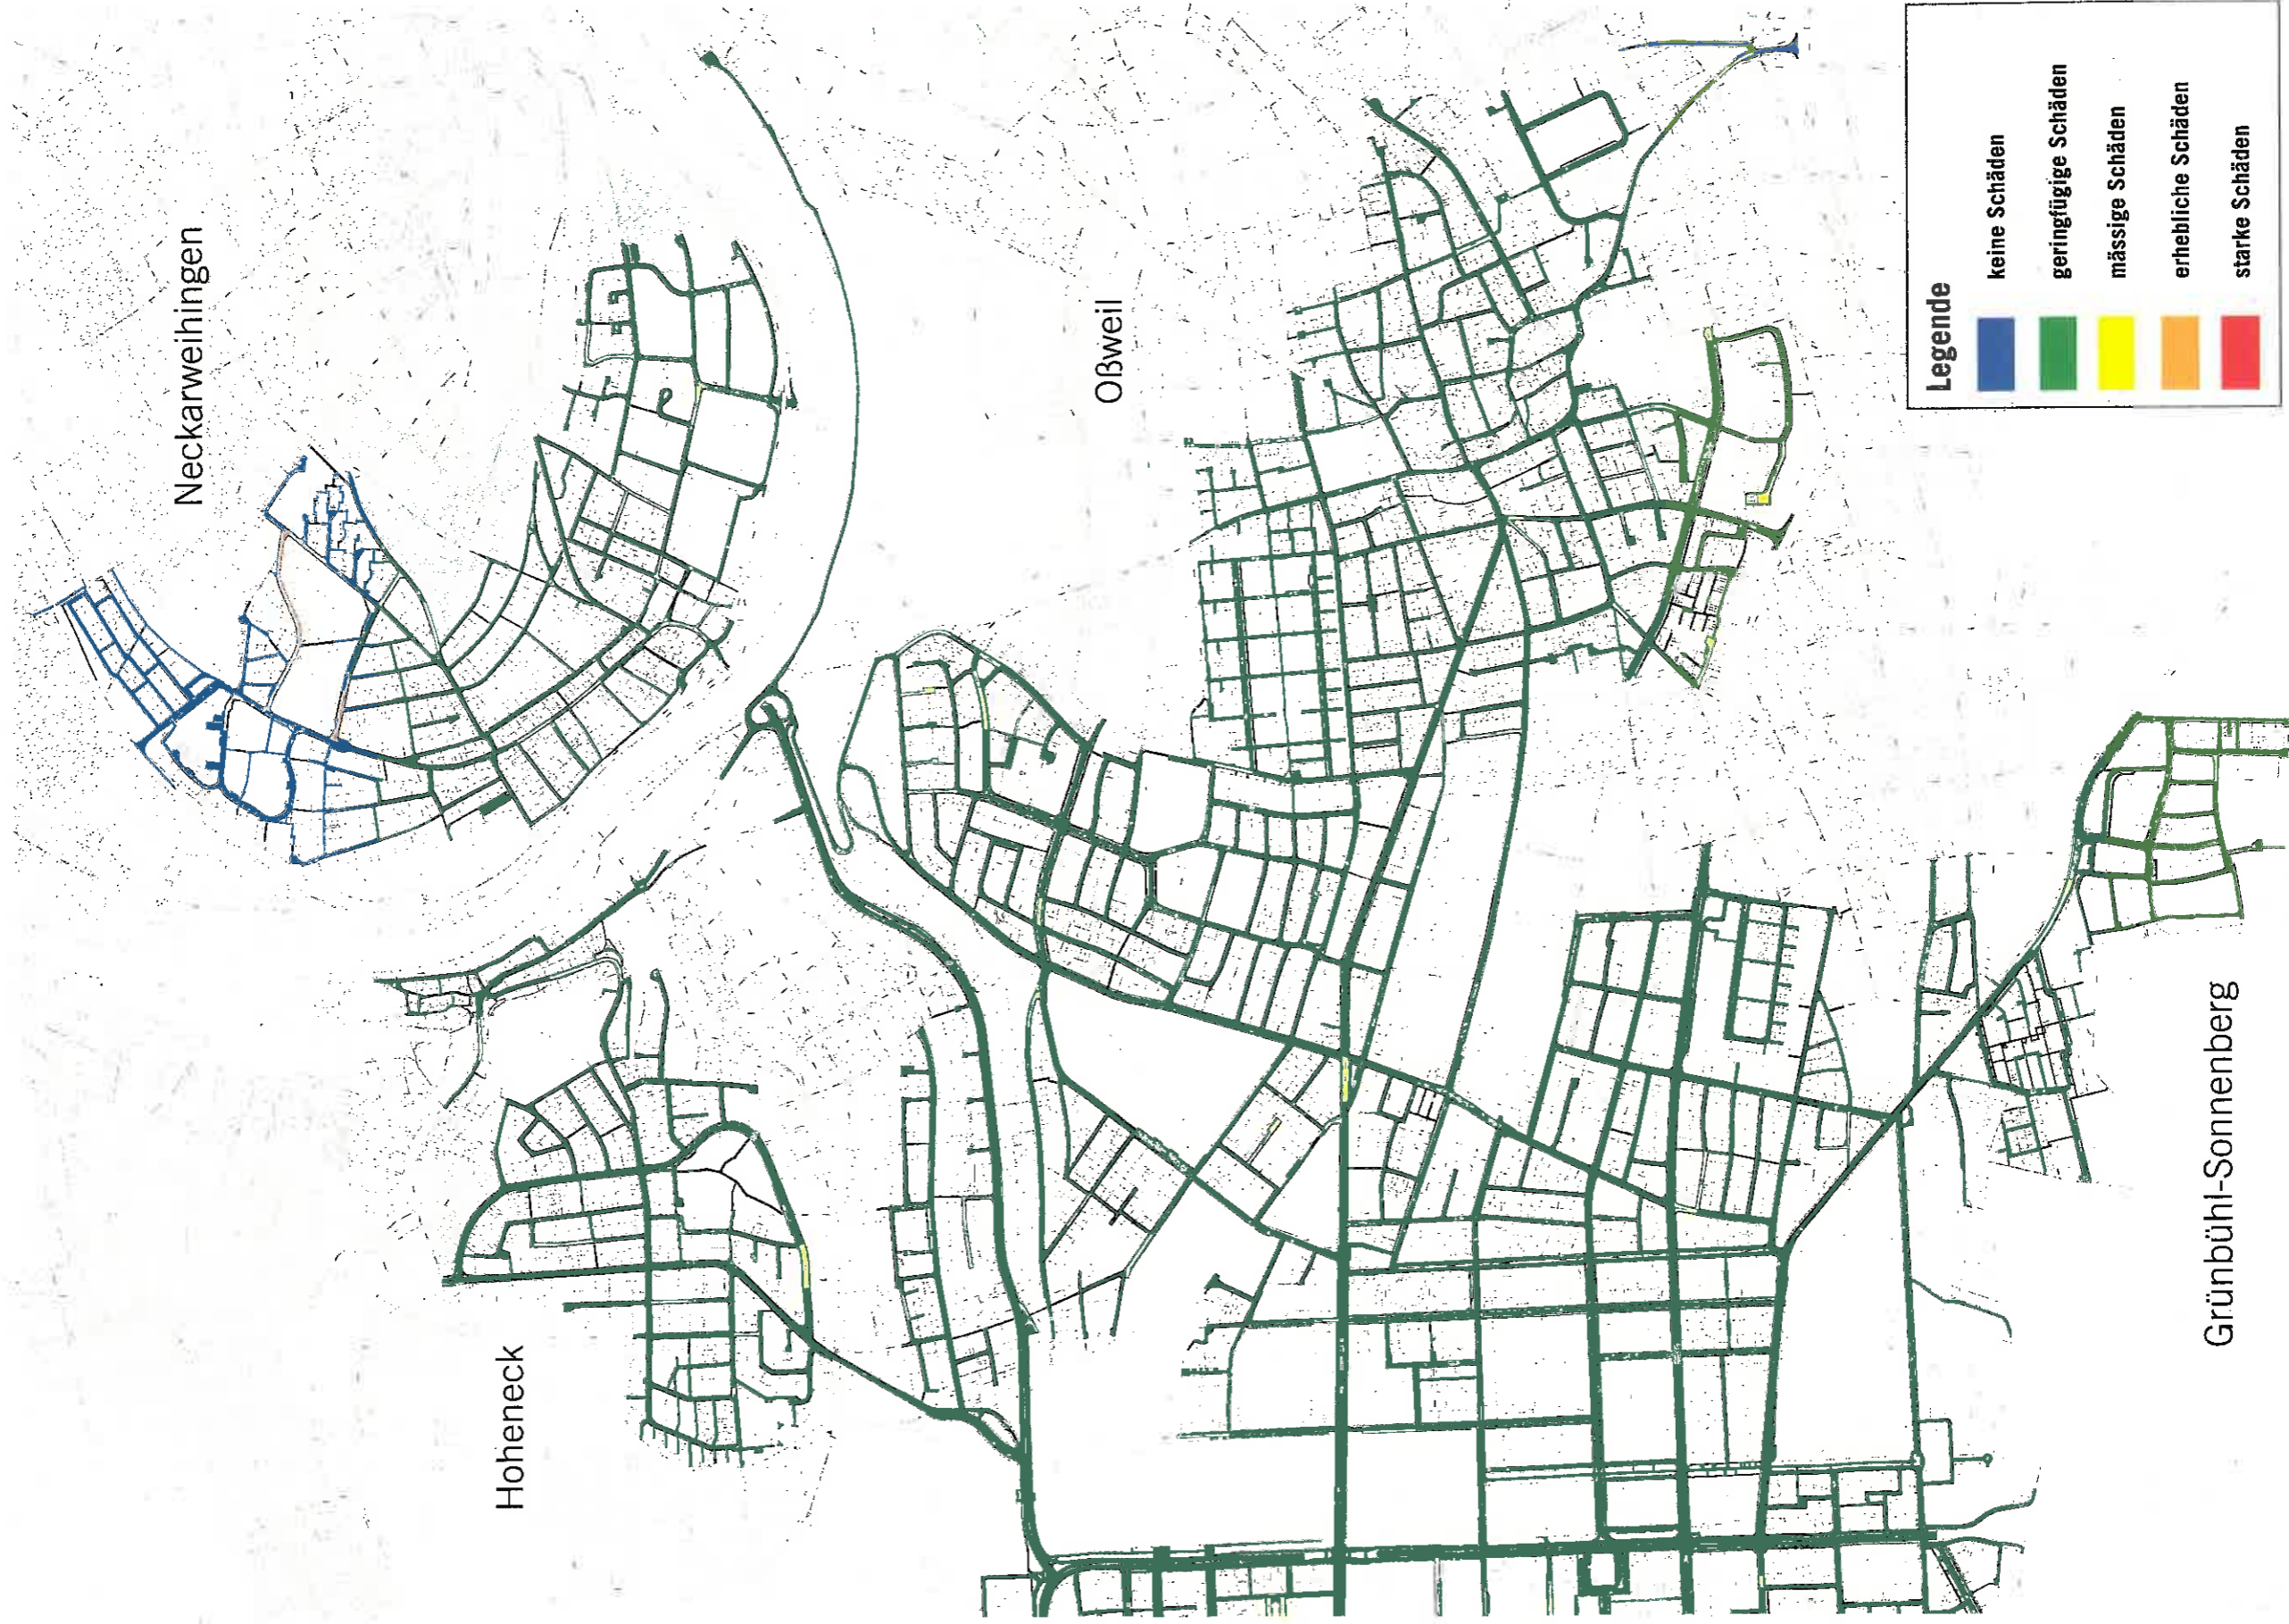 Neckarweihingen
Hoheneck
Oßweil
Grünbühl-Sonnenberg
Legende
keine Schäden
geringfügige Schäden
mässige Schäden
erhebliche Schäden
starke Schäden